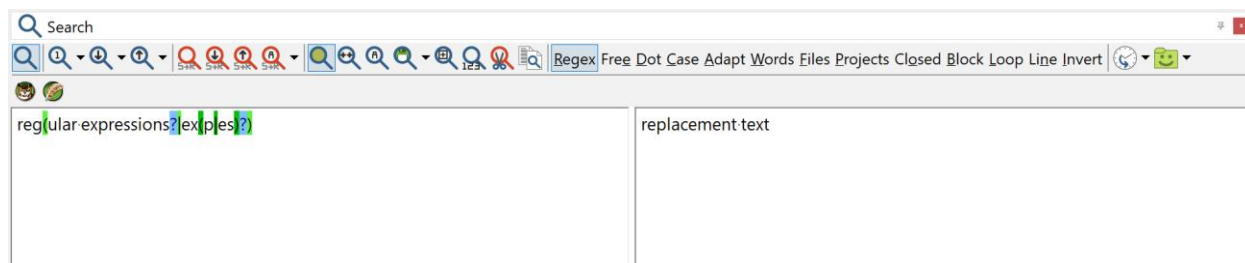 Search
Regex Free Dot Case Adapt Words Files Projects Closed Block Loop Line Invert
reg(ular·expressions?|ex(p|es)?)
replacement·text